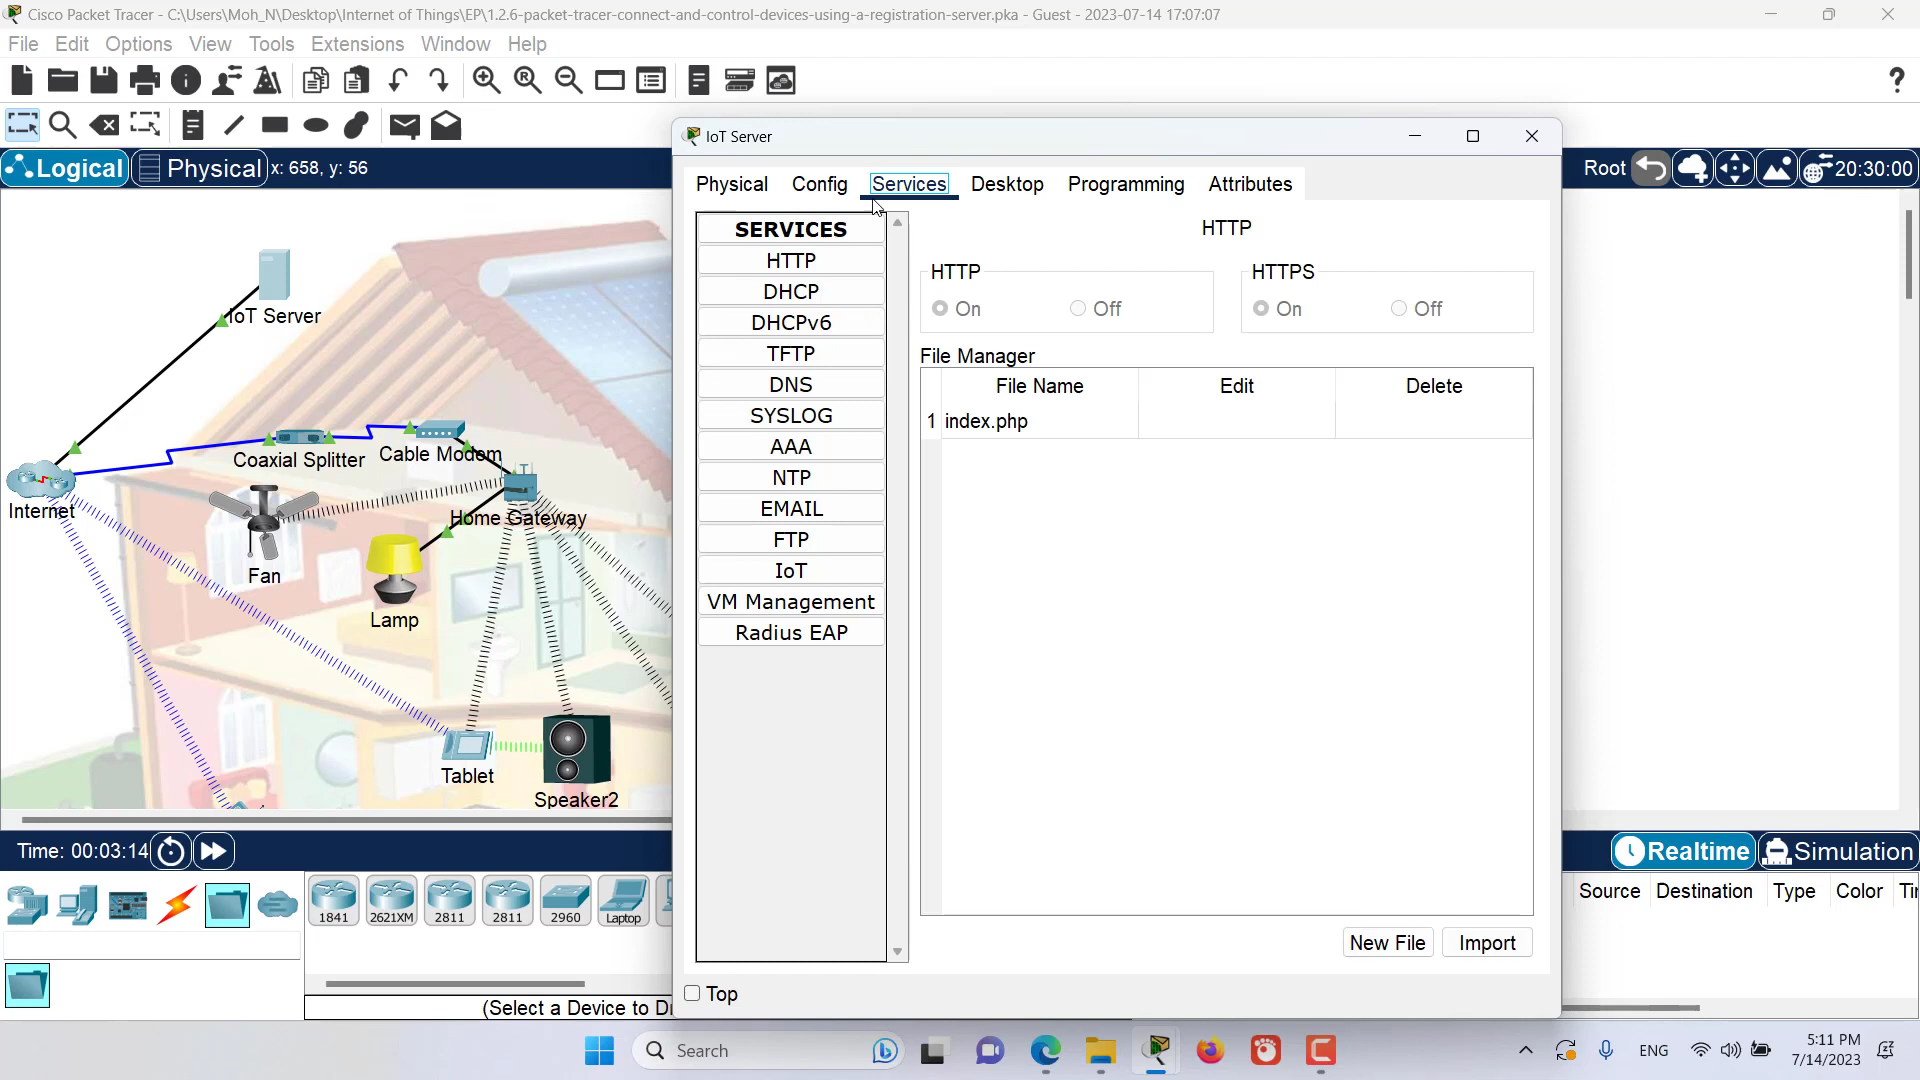 Cisco Packet Tracer - C:\Users\Moh_N\Desktop\Internet of Things\EP\1.2.6-packet-tracer-connect-and-control-devices-using-a-registration-server.pka - Guest - 2023-07-14 17:07:07
File Edit Options View Tools Extensions Window Help
Logical Physical x: 658, y: 56
Root 20:30:00
IoT Server
Physical Config Services Desktop Programming Attributes
SERVICES
HTTP
DHCP
DHCPv6
TFTP
DNS
SYSLOG
AAA
NTP
EMAIL
FTP
IoT
VM Management
Radius EAP
HTTP
HTTP
On Off
HTTPS
On Off
File Manager
File Name Edit Delete
1 index.php
New File Import
Top
IoT Server
Coaxial Splitter
Cable Modem
Internet
Home Gateway
Fan
Lamp
Tablet
Speaker2
Time: 00:03:14
Realtime Simulation
1841 2621XM 2811 2811 2960 Laptop
(Select a Device to D
Source Destination Type Color
Search
ENG
5:11 PM
7/14/2023